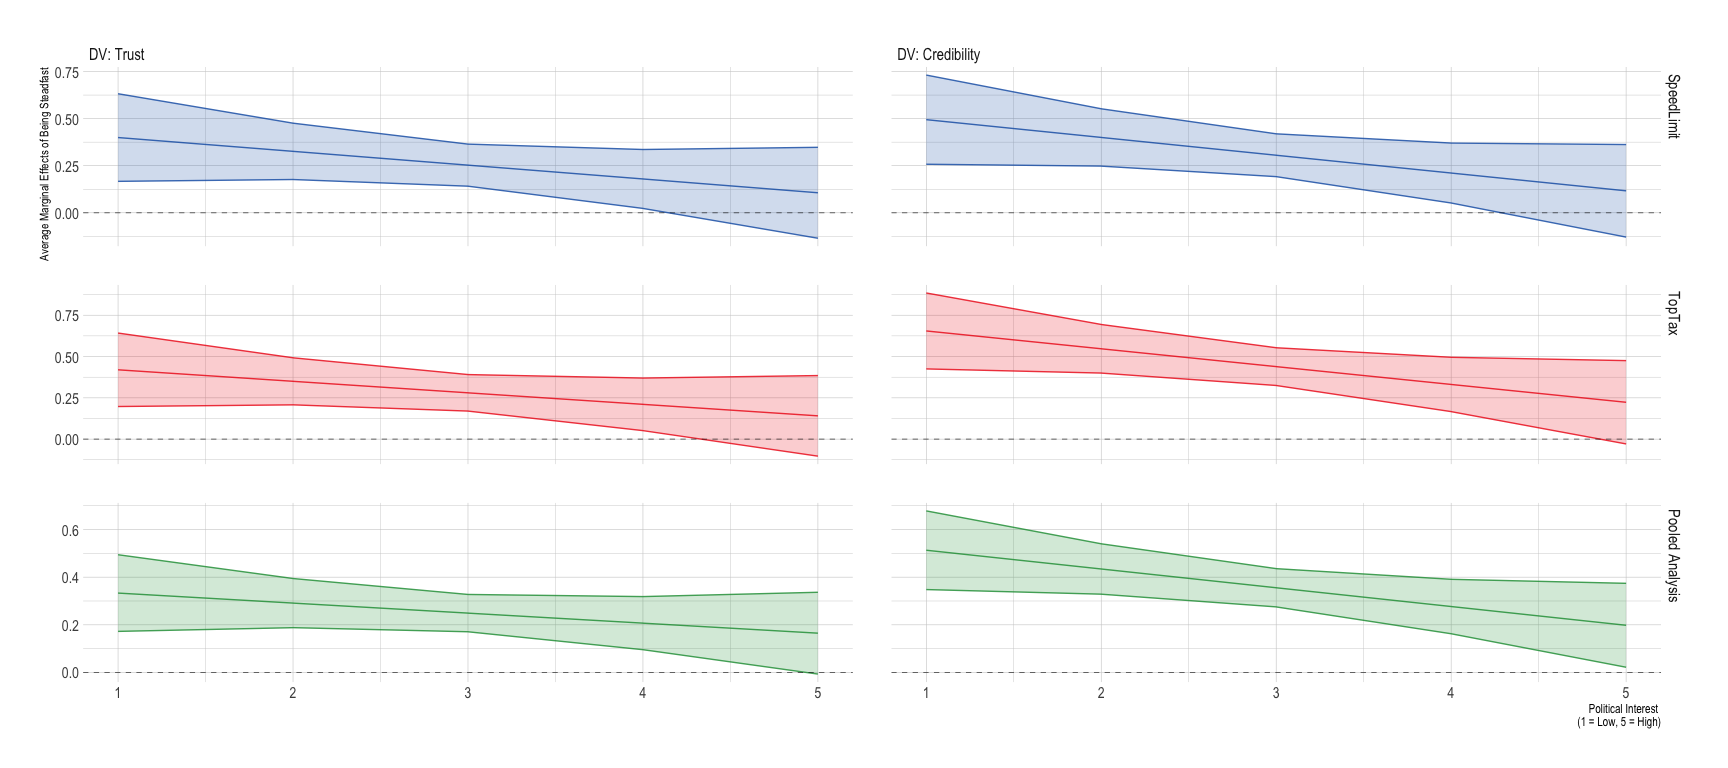 DV: Trust
DV: Credibility
Average Marginal Effects of Being Steadfast
0.75
0.50
0.25
0.00
SpeedLimit
0.75
0.50
0.25
0.00
TopTax
0.6
0.4
0.2
0.0
Pooled Analysis
1 2 3 4 5
1 2 3 4 5
Political Interest
(1 = Low, 5 = High)